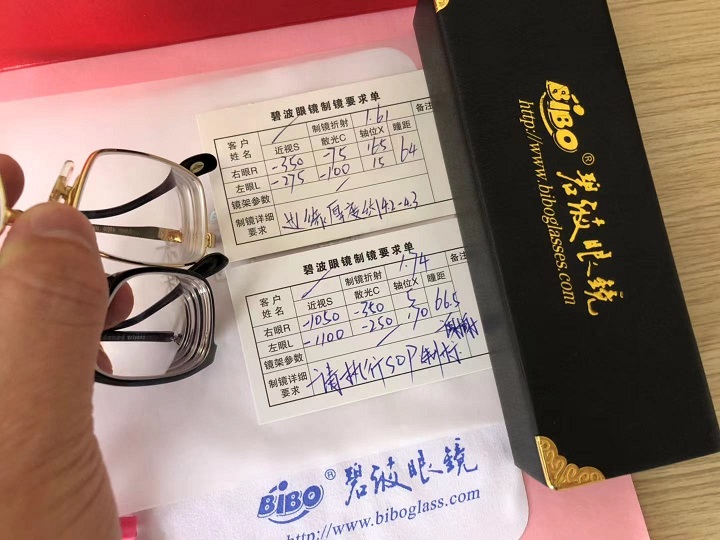 碧波眼镜制镜要求单
客户姓名 制镜折射 1.61 备注
近视S 散光C 轴位X 瞳距
右眼R -350 -75 165 64
左眼L -275 -100 15
镜架参数
制镜详细要求 边缘厚度
碧波眼镜制镜要求单
客户姓名 制镜折射 1.74 备注
近视S 散光C 轴位X 瞳距
右眼R -1050 -350 5 66.5
左眼L -1100 -250 170
镜架参数
制镜详细要求 请执行SOP制标
BiBO® 碧波眼镜
http://www.biboglasses.com
BiBO® 碧波眼镜
http://www.biboglass.com